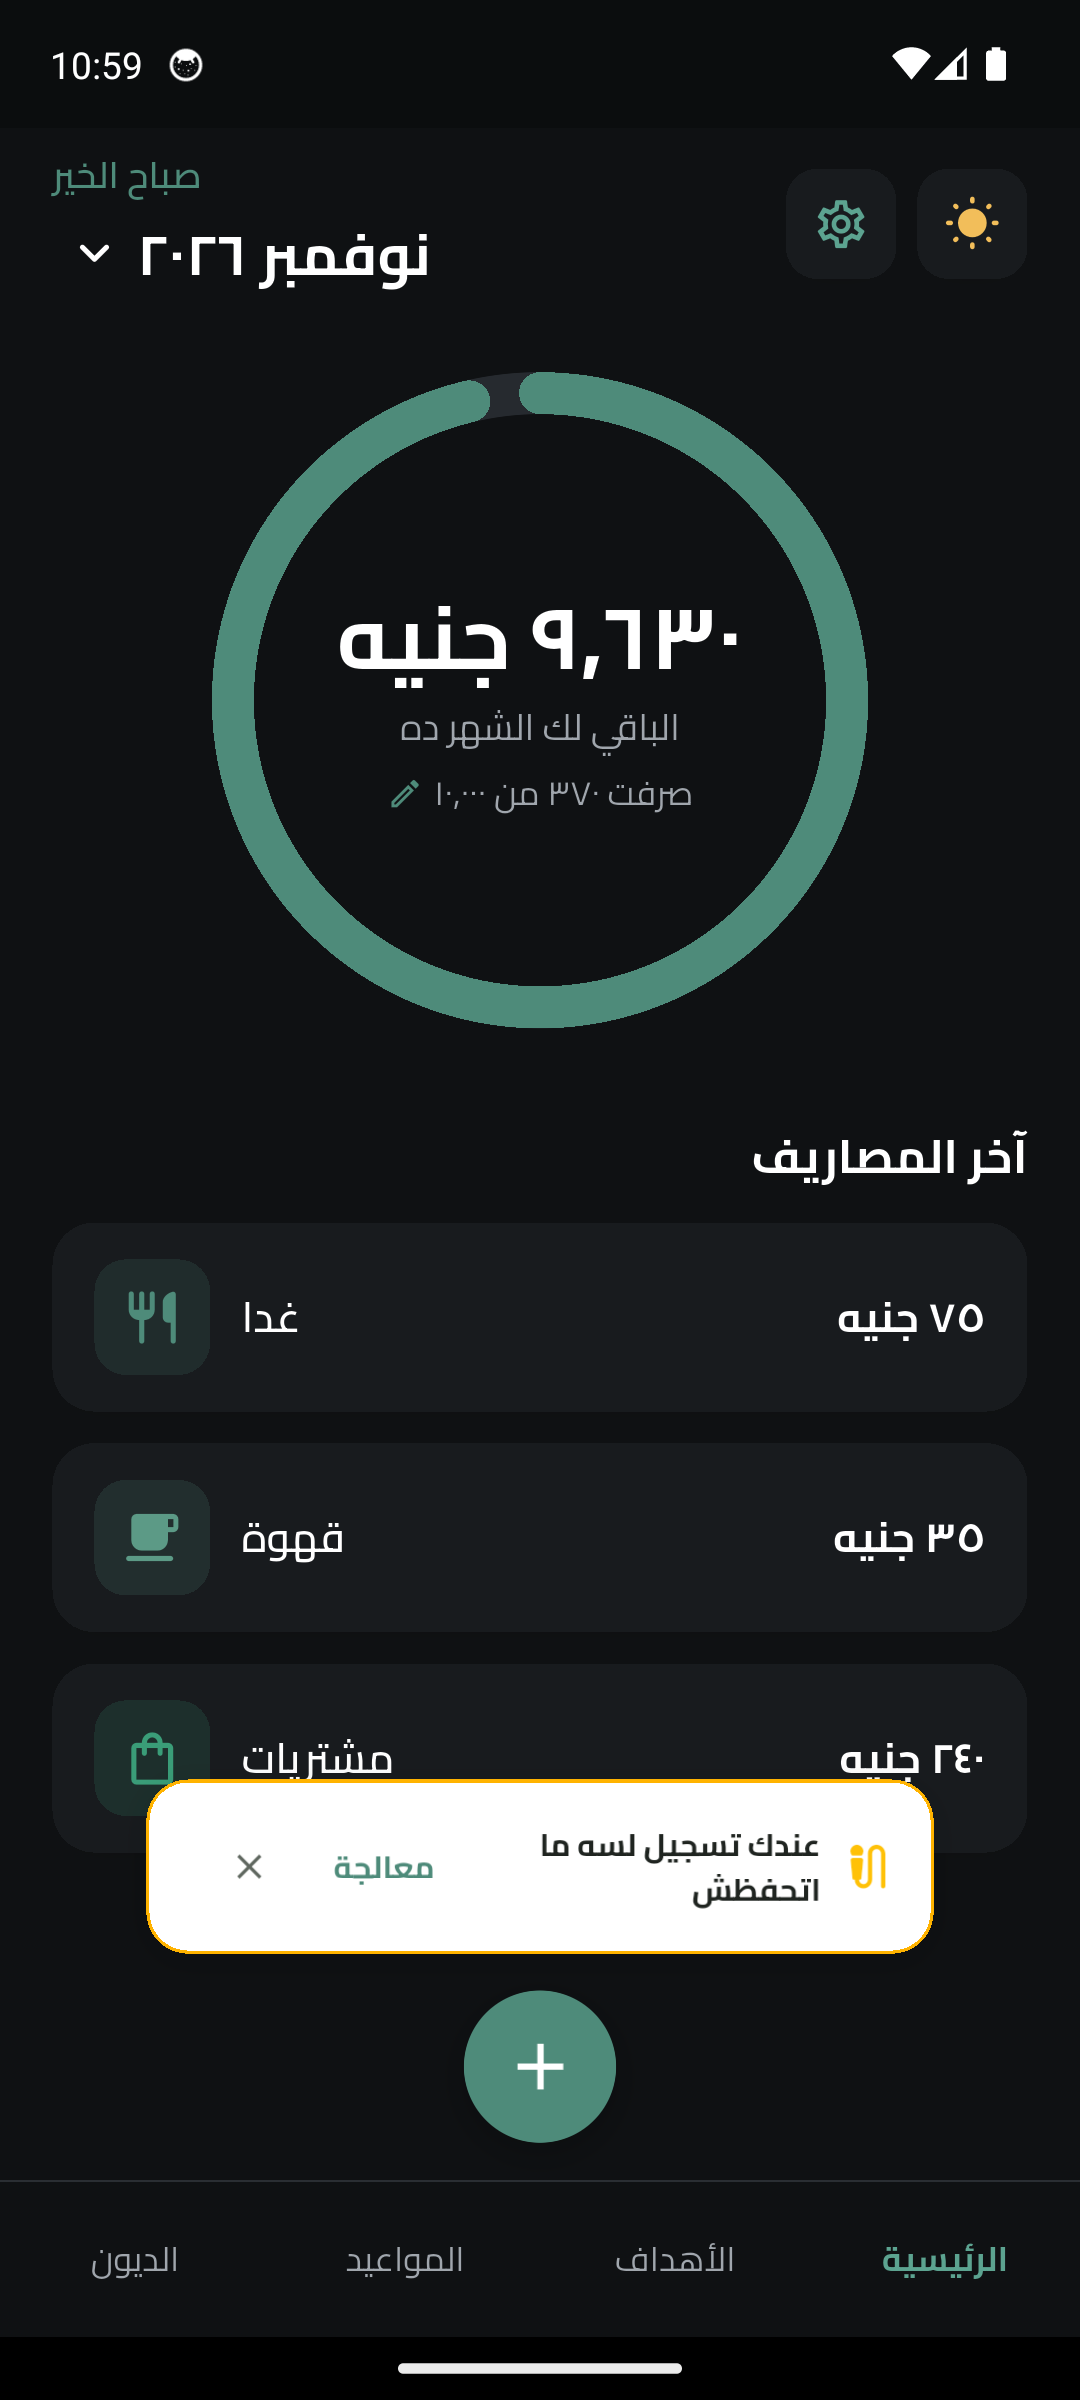 10:59
صباح الخير
نوفمبر ٢٠٢٦
٩,٦٣٠ جنيه
الباقي لك الشهر ده
صرفت ٣٧٠ من ١٠,٠٠٠
آخر المصاريف
غدا
٧٥ جنيه
قهوة
٣٥ جنيه
مشتريات
٢٤٠ جنيه
عندك تسجيل لسه ما
اتحفظش
معالجة
الرئيسية
الأهداف
المواعيد
الديون